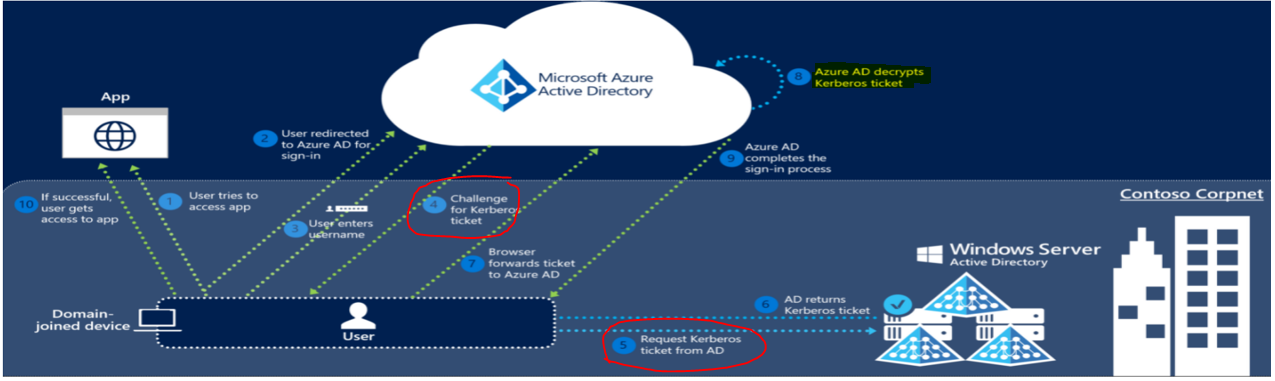 Microsoft Azure
Active Directory
8
Azure AD decrypts
Kerberos ticket
App
2
User redirected
to Azure AD for
sign-in
9
Azure AD
completes the
sign-in process
10
If successful,
user gets
access to app
1
User tries to
access app
3
User enters
username
4
Challenge
for Kerberos
ticket
7
Browser
forwards ticket
to Azure AD
Contoso Corpnet
Windows Server
Active Directory
Domain-
joined device
User
6
AD returns
Kerberos ticket
5
Request Kerberos
ticket from AD